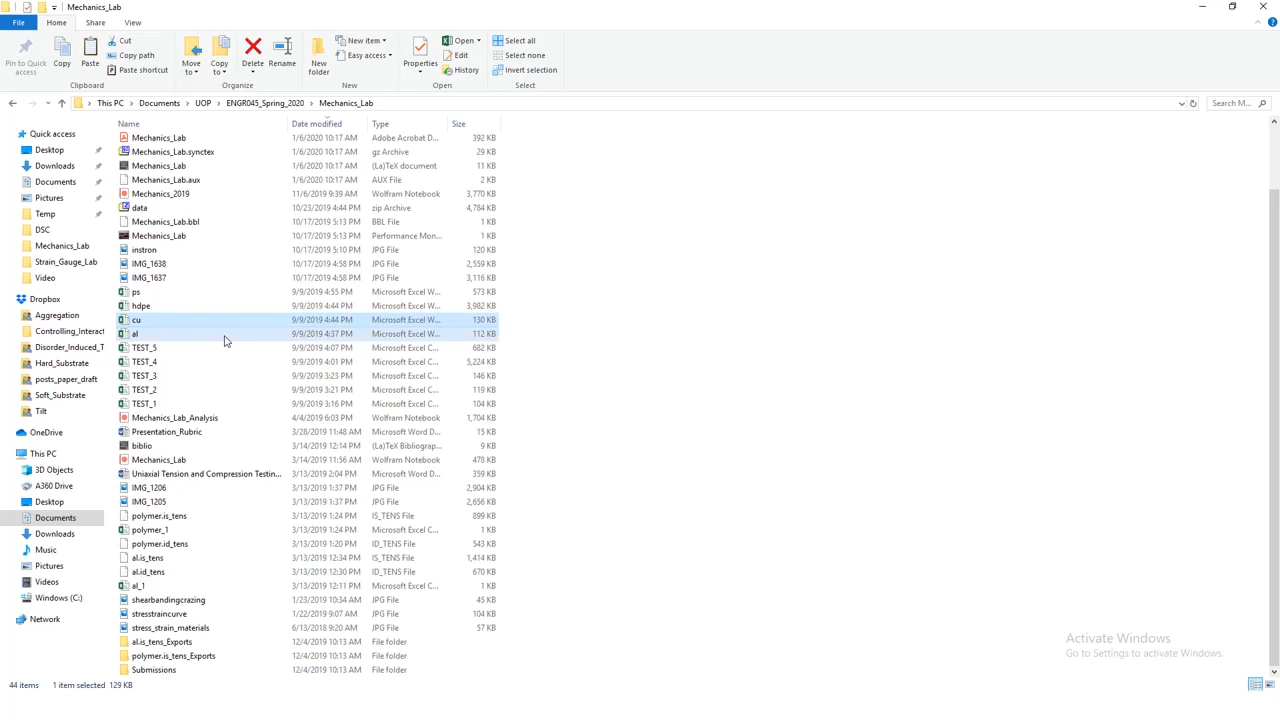 Mechanics_Lab
File Home Share View
Pin to Quick access
Copy
Paste
Cut
Copy path
Paste shortcut
Move to
Copy to
Delete
Rename
New folder
New item
Easy access
Properties
Open
Edit
History
Select all
Select none
Invert selection
Clipboard Organize New Open Select
This PC > Documents > UOP > ENGR045_Spring_2020 > Mechanics_Lab
Search M...
Name Date modified Type Size
Mechanics_Lab 1/6/2020 10:17 AM Adobe Acrobat D... 392 KB
Mechanics_Lab.synctex 1/6/2020 10:17 AM gz Archive 29 KB
Mechanics_Lab 1/6/2020 10:17 AM (La)TeX document 11 KB
Mechanics_Lab.aux 1/6/2020 10:17 AM AUX File 2 KB
Mechanics_2019 11/6/2019 9:39 AM Wolfram Notebook 3,770 KB
data 10/23/2019 4:44 PM zip Archive 4,784 KB
Mechanics_Lab.bbl 10/17/2019 5:13 PM BBL File 1 KB
Mechanics_Lab 10/17/2019 5:13 PM Performance Mon... 1 KB
instron 10/17/2019 5:10 PM JPG File 120 KB
IMG_1638 10/17/2019 4:58 PM JPG File 2,559 KB
IMG_1637 10/17/2019 4:58 PM JPG File 3,116 KB
ps 9/9/2019 4:55 PM Microsoft Excel W... 573 KB
hdpe 9/9/2019 4:44 PM Microsoft Excel W... 3,982 KB
cu 9/9/2019 4:44 PM Microsoft Excel W... 130 KB
al 9/9/2019 4:37 PM Microsoft Excel W... 112 KB
TEST_5 9/9/2019 4:07 PM Microsoft Excel C... 682 KB
TEST_4 9/9/2019 4:01 PM Microsoft Excel C... 5,224 KB
TEST_3 9/9/2019 3:23 PM Microsoft Excel C... 146 KB
TEST_2 9/9/2019 3:21 PM Microsoft Excel C... 119 KB
TEST_1 9/9/2019 3:16 PM Microsoft Excel C... 104 KB
Mechanics_Lab_Analysis 4/4/2019 6:03 PM Wolfram Notebook 1,704 KB
Presentation_Rubric 3/28/2019 11:48 AM Microsoft Word D... 15 KB
biblio 3/14/2019 12:14 PM (La)TeX Bibliograp... 9 KB
Mechanics_Lab 3/14/2019 11:56 AM Wolfram Notebook 478 KB
Uniaxial Tension and Compression Testin... 3/13/2019 2:04 PM Microsoft Word D... 359 KB
IMG_1206 3/13/2019 1:37 PM JPG File 2,904 KB
IMG_1205 3/13/2019 1:37 PM JPG File 2,656 KB
polymer.is_tens 3/13/2019 1:24 PM IS_TENS File 899 KB
polymer_1 3/13/2019 1:24 PM Microsoft Excel C... 1 KB
polymer.id_tens 3/13/2019 1:20 PM ID_TENS File 543 KB
al.is_tens 3/13/2019 12:34 PM IS_TENS File 1,414 KB
al.id_tens 3/13/2019 12:30 PM ID_TENS File 670 KB
al_1 3/13/2019 12:11 PM Microsoft Excel C... 1 KB
shearbandingcrazing 1/23/2019 10:34 AM JPG File 45 KB
stresstraincurve 1/22/2019 9:07 AM JPG File 104 KB
stress_strain_materials 6/13/2018 9:20 AM JPG File 57 KB
al.is_tens_Exports 12/4/2019 10:13 AM File folder
polymer.is_tens_Exports 12/4/2019 10:13 AM File folder
Submissions 12/4/2019 10:13 AM File folder
Quick access
Desktop
Downloads
Documents
Pictures
Temp
DSC
Mechanics_Lab
Strain_Gauge_Lab
Video
Dropbox
Aggregation
Controlling_Interact
Disorder_Induced_T
Hard_Substrate
posts_paper_draft
Soft_Substrate
Tilt
OneDrive
This PC
3D Objects
A360 Drive
Desktop
Documents
Downloads
Music
Pictures
Videos
Windows (C:)
Network
Activate Windows
Go to Settings to activate Windows.
44 items 1 item selected 129 KB